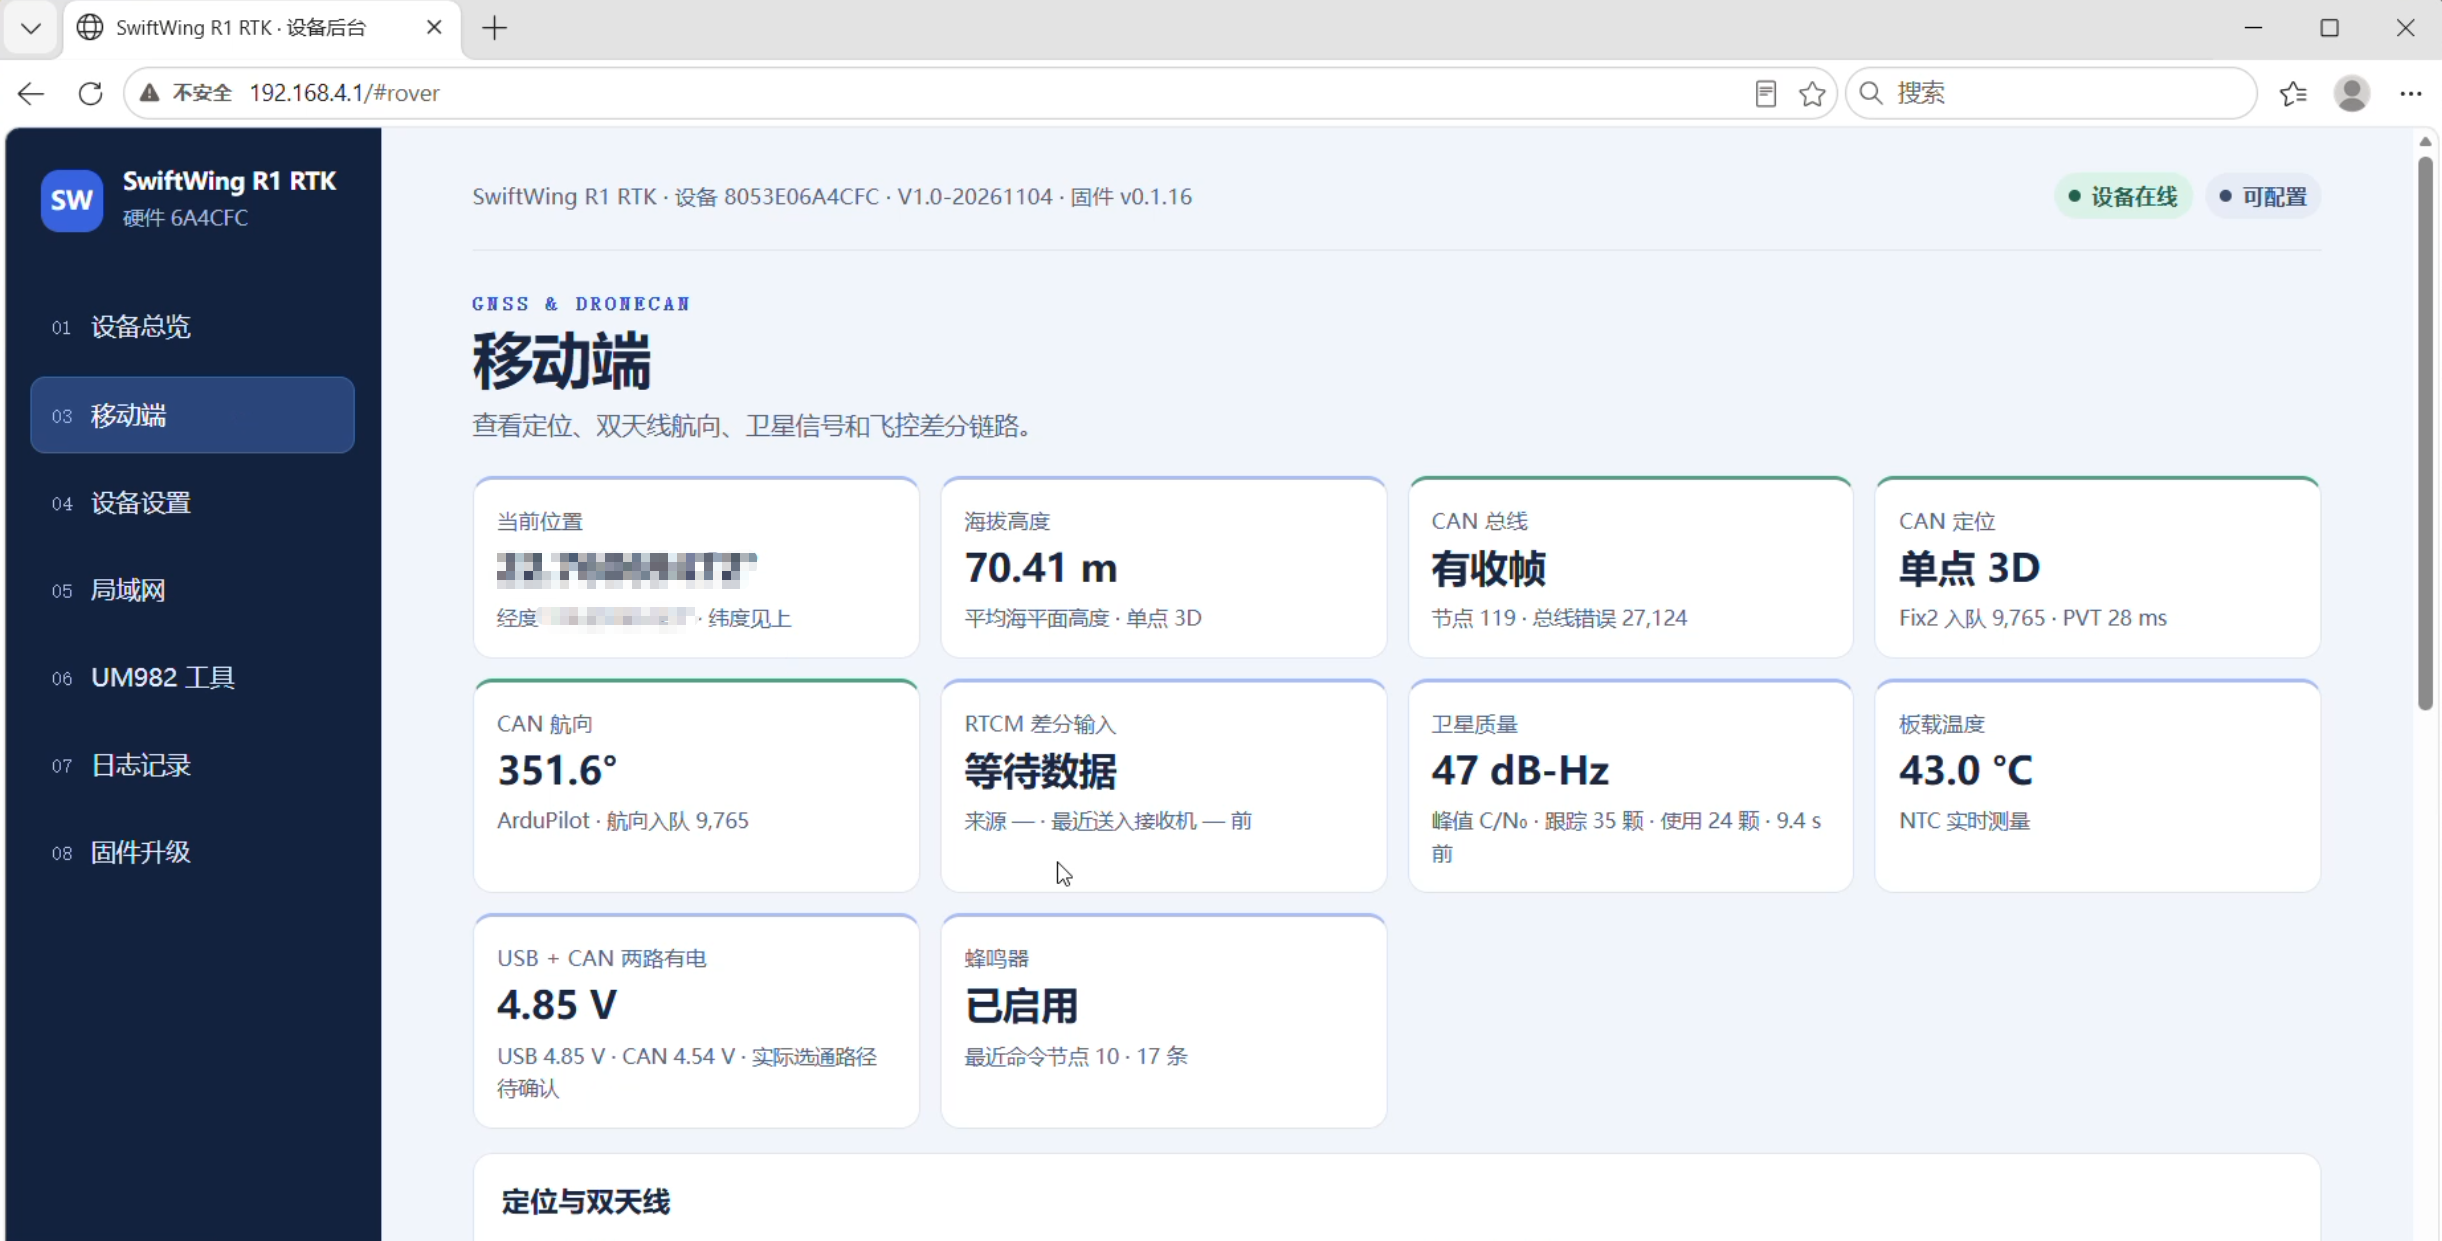 SwiftWing R1 RTK · 设备后台
不安全 192.168.4.1/#rover
搜索
SW
SwiftWing R1 RTK
硬件 6A4CFC
01 设备总览
03 移动端
04 设备设置
05 局域网
06 UM982 工具
07 日志记录
08 固件升级
SwiftWing R1 RTK · 设备 8053E06A4CFC · V1.0-20261104 · 固件 v0.1.16
设备在线
可配置
GNSS & DRONECAN
移动端
查看定位、双天线航向、卫星信号和飞控差分链路。
当前位置
经度 · 纬度见上
海拔高度
70.41 m
平均海平面高度 · 单点 3D
CAN 总线
有收帧
节点 119 · 总线错误 27,124
CAN 定位
单点 3D
Fix2 入队 9,765 · PVT 28 ms
CAN 航向
351.6°
ArduPilot · 航向入队 9,765
RTCM 差分输入
等待数据
来源 — · 最近送入接收机 — 前
卫星质量
47 dB-Hz
峰值 C/N₀ · 跟踪 35 颗 · 使用 24 颗 · 9.4 s
前
板载温度
43.0 °C
NTC 实时测量
USB + CAN 两路有电
4.85 V
USB 4.85 V · CAN 4.54 V · 实际选通路径
待确认
蜂鸣器
已启用
最近命令节点 10 · 17 条
定位与双天线